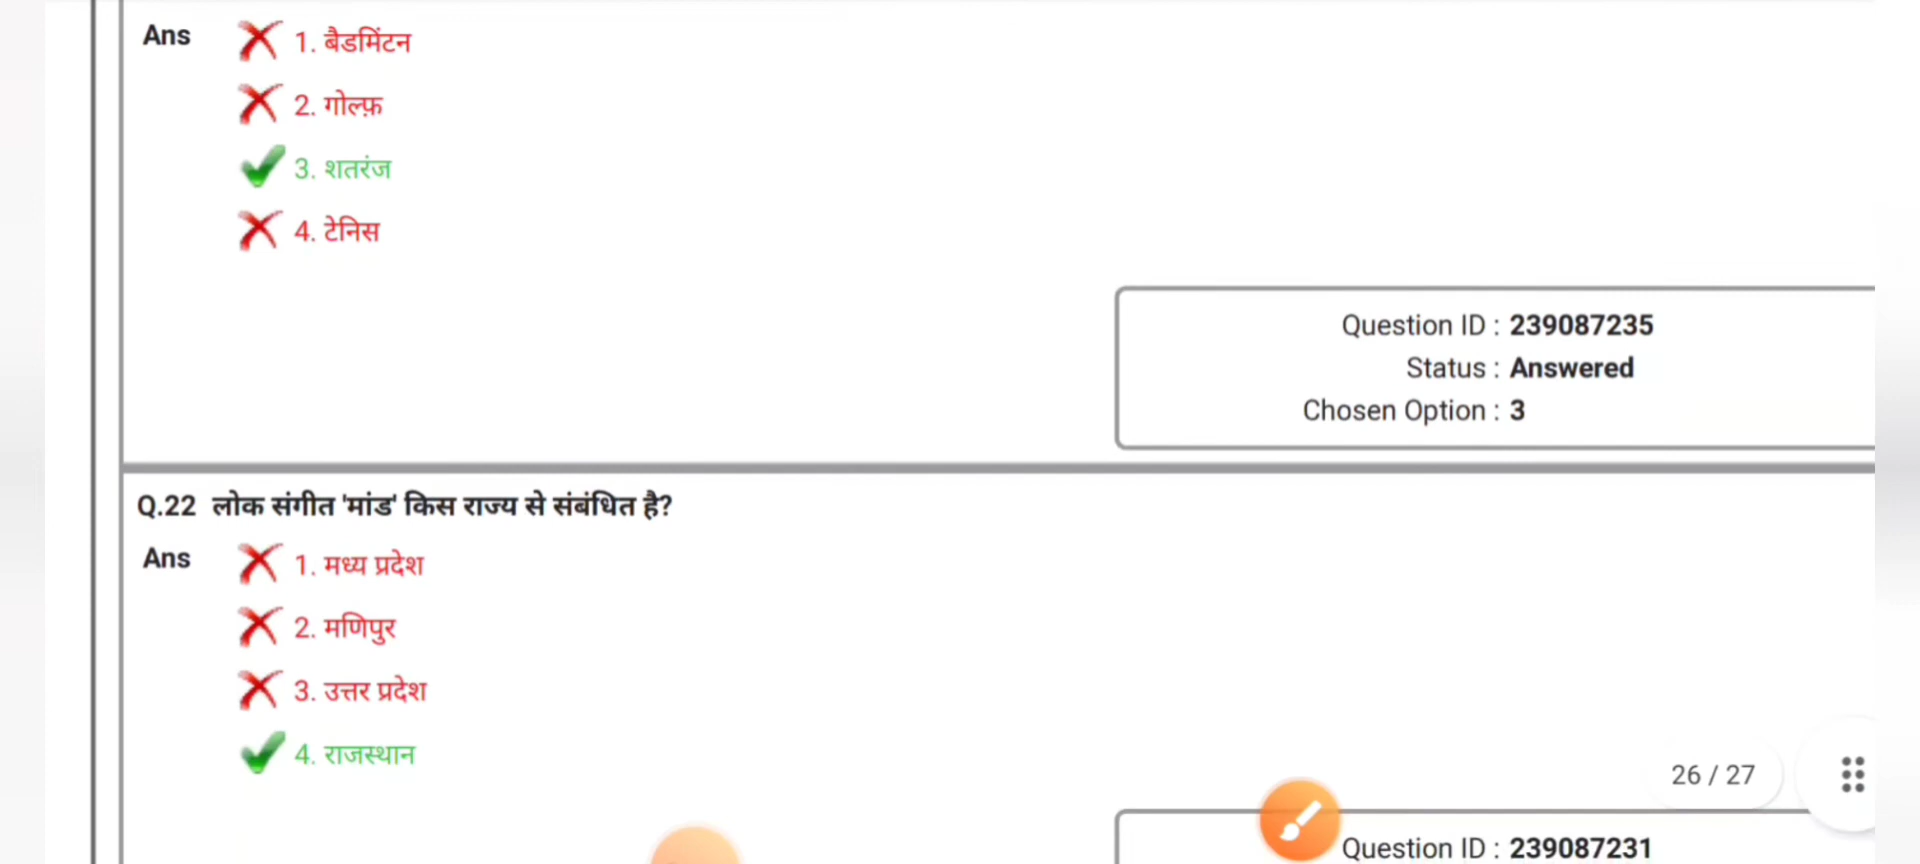 Ans 1. बैडमिंटन
2. गोल्फ़
3. शतरंज
4. टेनिस
Question ID : 239087235
Status : Answered
Chosen Option : 3
Q.22 लोक संगीत 'मांड' किस राज्य से संबंधित है?
Ans 1. मध्य प्रदेश
2. मणिपुर
3. उत्तर प्रदेश
4. राजस्थान
26 / 27
Question ID : 239087231